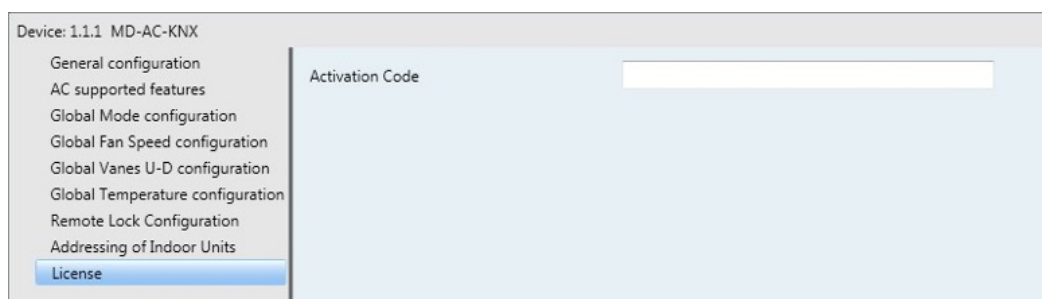 Device: 1.1.1 MD-AC-KNX
General configuration
AC supported features
Global Mode configuration
Global Fan Speed configuration
Global Vanes U-D configuration
Global Temperature configuration
Remote Lock Configuration
Addressing of Indoor Units
License
Activation Code